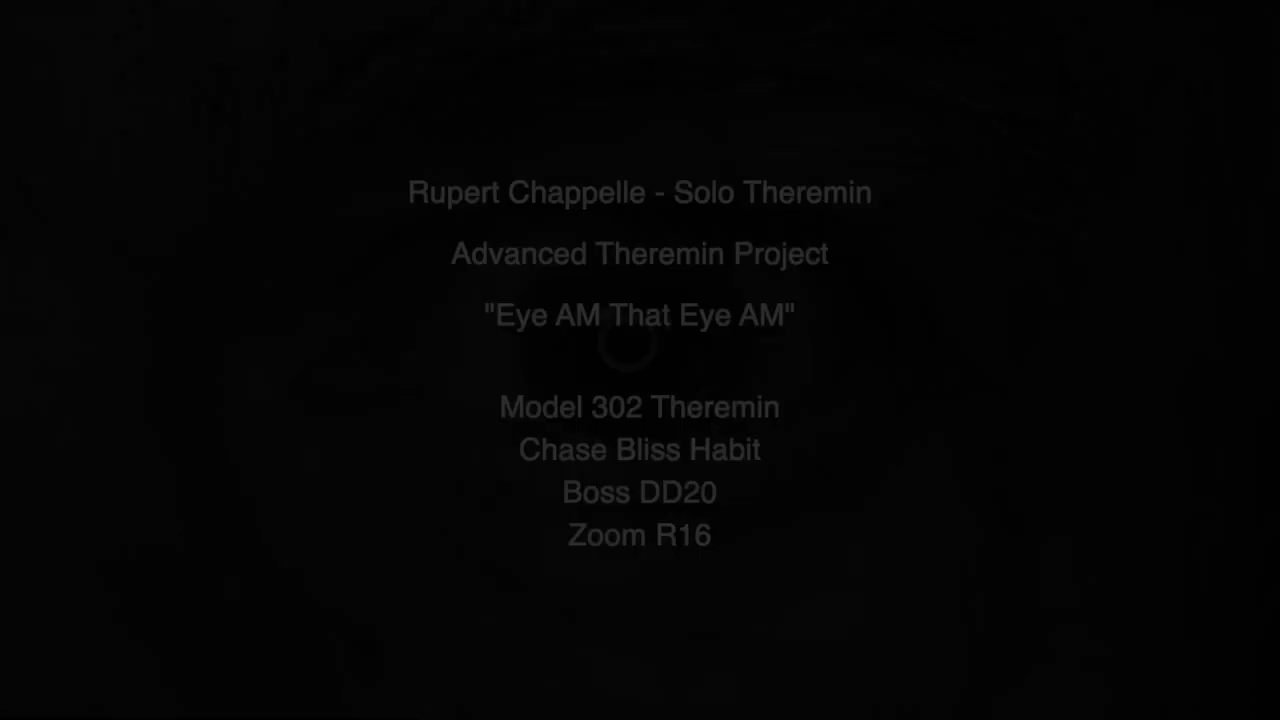 Rupert Chappelle - Solo Theremin
Advanced Theremin Project
"Eye AM That Eye AM"
Model 302 Theremin
Chase Bliss Habit
Boss DD20
Zoom R16